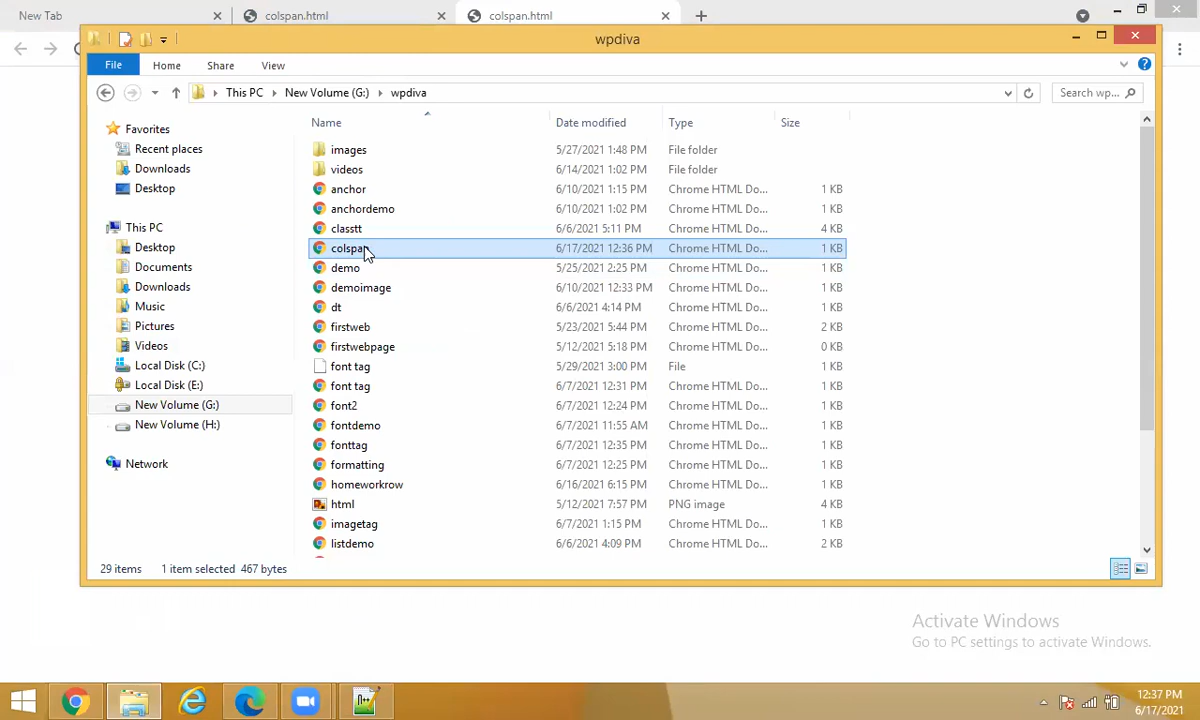 New Tab
colspan.html
colspan.html
wpdiva
File
Home
Share
View
This PC
New Volume (G:)
wpdiva
Search wp...
Name
Date modified
Type
Size
Favorites
Recent places
Downloads
Desktop
This PC
Desktop
Documents
Downloads
Music
Pictures
Videos
Local Disk (C:)
Local Disk (E:)
New Volume (G:)
New Volume (H:)
Network
images 5/27/2021 1:48 PM File folder
videos 6/14/2021 1:02 PM File folder
anchor 6/10/2021 1:15 PM Chrome HTML Do... 1 KB
anchordemo 6/10/2021 1:02 PM Chrome HTML Do... 1 KB
classtt 6/6/2021 5:11 PM Chrome HTML Do... 4 KB
colspan 6/17/2021 12:36 PM Chrome HTML Do... 1 KB
demo 5/25/2021 2:25 PM Chrome HTML Do... 1 KB
demoimage 6/10/2021 12:33 PM Chrome HTML Do... 1 KB
dt 6/6/2021 4:14 PM Chrome HTML Do... 1 KB
firstweb 5/23/2021 5:44 PM Chrome HTML Do... 2 KB
firstwebpage 5/12/2021 5:18 PM Chrome HTML Do... 0 KB
font tag 5/29/2021 3:00 PM File 1 KB
font tag 6/7/2021 12:31 PM Chrome HTML Do... 1 KB
font2 6/7/2021 12:24 PM Chrome HTML Do... 1 KB
fontdemo 6/7/2021 11:55 AM Chrome HTML Do... 1 KB
fonttag 6/7/2021 12:35 PM Chrome HTML Do... 1 KB
formatting 6/7/2021 12:25 PM Chrome HTML Do... 1 KB
homeworkrow 6/16/2021 6:15 PM Chrome HTML Do... 1 KB
html 5/12/2021 7:57 PM PNG image 4 KB
imagetag 6/7/2021 1:15 PM Chrome HTML Do... 1 KB
listdemo 6/6/2021 4:09 PM Chrome HTML Do... 2 KB
29 items 1 item selected 467 bytes
Activate Windows
Go to PC settings to activate Windows.
12:37 PM
6/17/2021